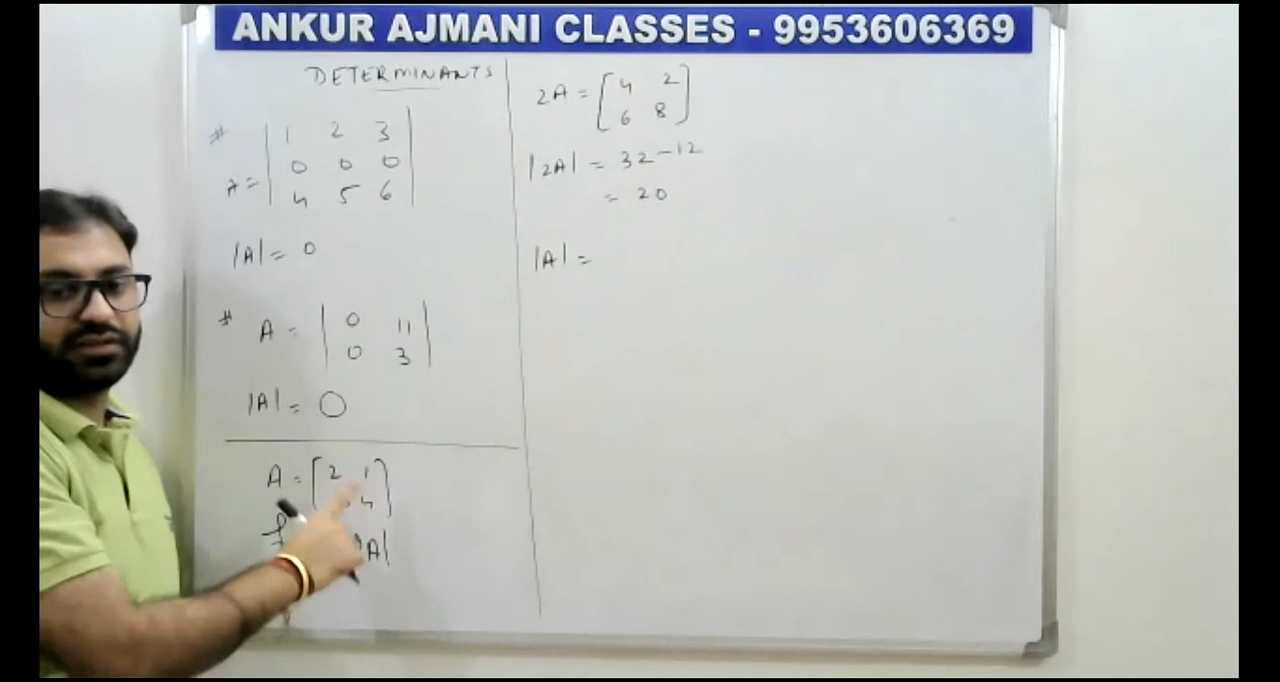 ANKUR AJMANI CLASSES - 9953606369
DETERMINANTS
#
A = | 1 2 3 |
| 0 0 0 |
| 4 5 6 |
|A| = 0
# A = | 0 11 |
| 0 3 |
|A| = 0
A = [ 2 1 ]
4 ]
A|
2A = [ 4 2 ]
[ 6 8 ]
|2A| = 32 - 12
= 20
|A| =